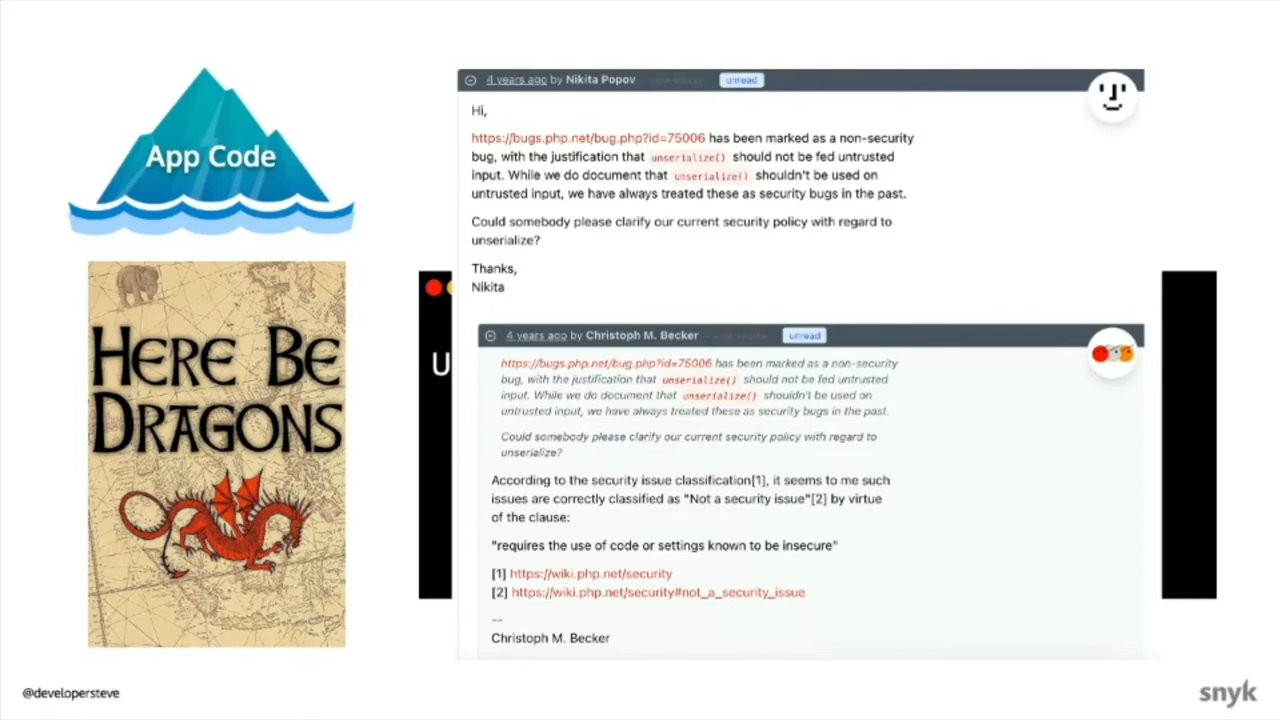 App Code
HERE BE
DRAGONS
4 years ago by Nikita Popov
unread
Hi,
https://bugs.php.net/bug.php?id=75006 has been marked as a non-security
bug, with the justification that unserialize() should not be fed untrusted
input. While we do document that unserialize() shouldn't be used on
untrusted input, we have always treated these as security bugs in the past.
Could somebody please clarify our current security policy with regard to
unserialize?
Thanks,
Nikita
U
4 years ago by Christoph M. Becker
unread
https://bugs.php.net/bug.php?id=75006 has been marked as a non-security
bug, with the justification that unserialize() should not be fed untrusted
input. While we do document that unserialize() shouldn't be used on
untrusted input, we have always treated these as security bugs in the past.
Could somebody please clarify our current security policy with regard to
unserialize?
According to the security issue classification[1], it seems to me such
issues are correctly classified as "Not a security issue"[2] by virtue
of the clause:
"requires the use of code or settings known to be insecure"
[1] https://wiki.php.net/security
[2] https://wiki.php.net/security#not_a_security_issue
--
Christoph M. Becker
@developersteve
snyk